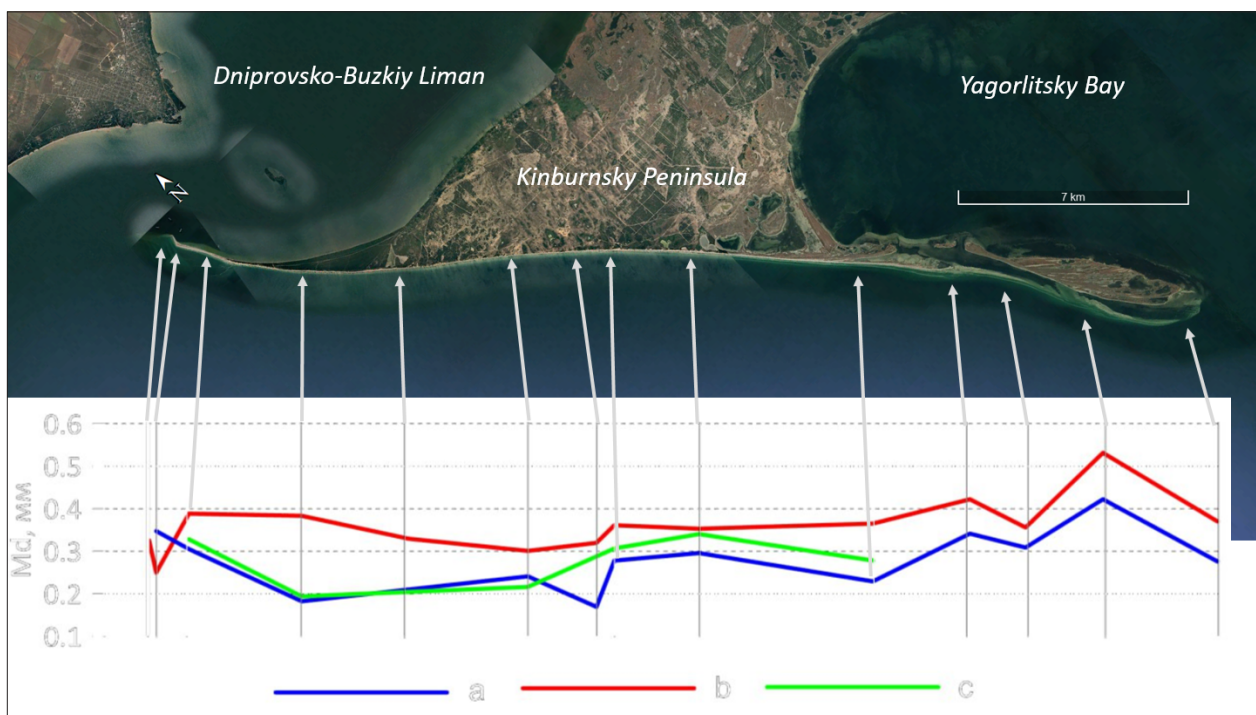 Dniprovsko-Buzkiy Liman
Yagorlitsky Bay
Kinburnsky Peninsula
N
7 km
0.6
0.5
0.4
0.3
0.2
0.1
Md, мм
a
b
c